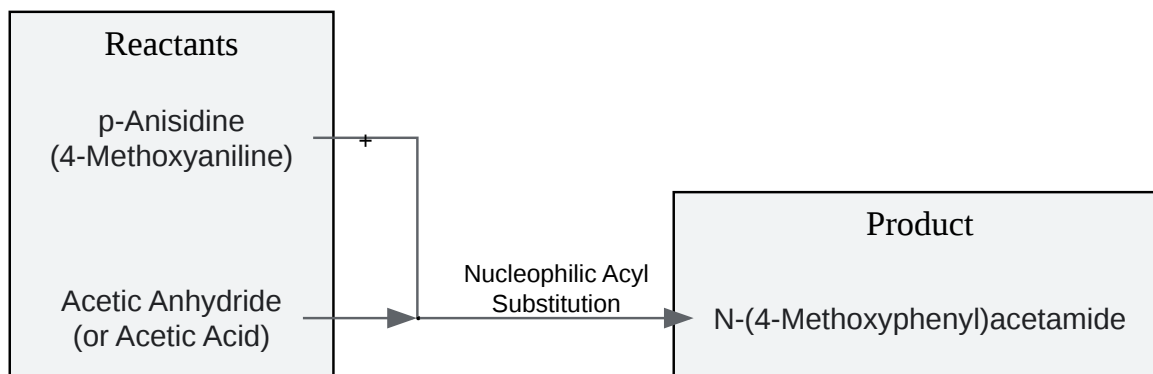 Reactants
p-Anisidine
(4-Methoxyaniline)
+
Acetic Anhydride
(or Acetic Acid)
Nucleophilic Acyl
Substitution
Product
N-(4-Methoxyphenyl)acetamide